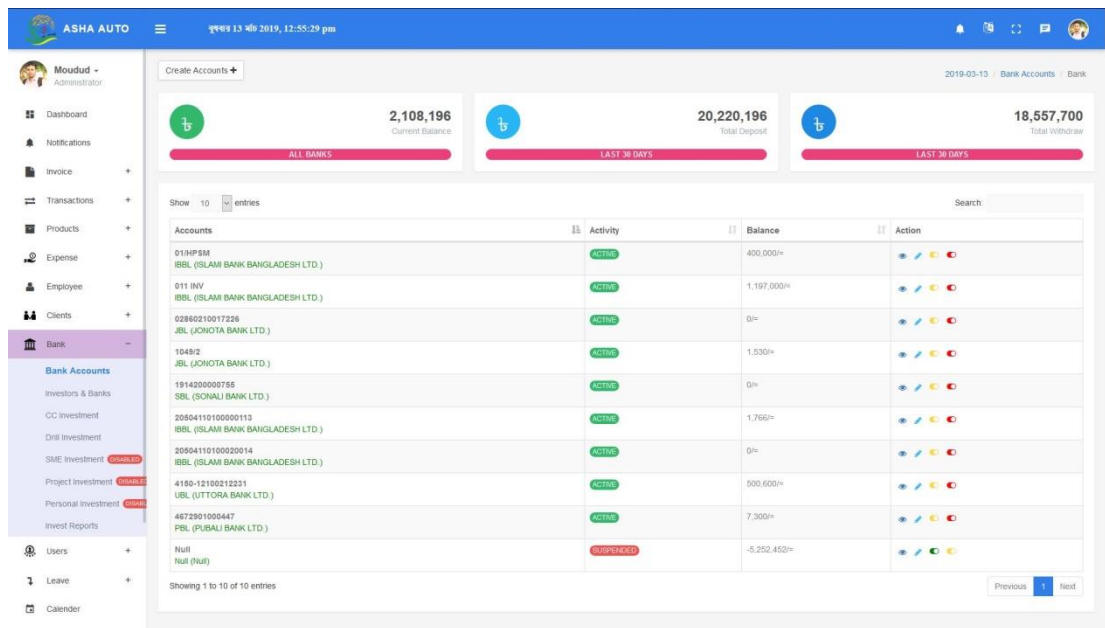 ASHA AUTO
বুধবার 13 মার্চ 2019, 12:55:29 pm
Moudud
Administrator
Create Accounts +
2019-03-13 / Bank Accounts / Bank
Dashboard
Notifications
Invoice +
Transactions +
Products +
Expense +
Employee +
Clients +
Bank −
Bank Accounts
Investors & Banks
CC Investment
Drill Investment
SME Investment DISABLED
Project Investment DISABLED
Personal Investment
Invest Reports
Users +
Leave +
Calender
৳ 2,108,196
Current Balance
ALL BANKS
৳ 20,220,196
Total Deposit
LAST 30 DAYS
৳ 18,557,700
Total Withdraw
LAST 30 DAYS
Show 10 entries
Search:
Accounts Activity Balance Action
01/HPSM ACTIVE 400,000/=
IBBL (ISLAMI BANK BANGLADESH LTD.)
011 INV ACTIVE 1,197,000/=
IBBL (ISLAMI BANK BANGLADESH LTD.)
02860210017226 ACTIVE 0/=
JBL (JONOTA BANK LTD.)
1049/2 ACTIVE 1,530/=
JBL (JONOTA BANK LTD.)
1914200000755 ACTIVE 0/=
SBL (SONALI BANK LTD.)
20504110100000113 ACTIVE 1,766/=
IBBL (ISLAMI BANK BANGLADESH LTD.)
20504110100020014 ACTIVE 0/=
IBBL (ISLAMI BANK BANGLADESH LTD.)
4160-12100212231 ACTIVE 500,600/=
UBL (UTTORA BANK LTD.)
4672901000447 ACTIVE 7,300/=
PBL (PUBALI BANK LTD.)
Null SUSPENDED -5,252,452/=
Null (Null)
Showing 1 to 10 of 10 entries
Previous 1 Next